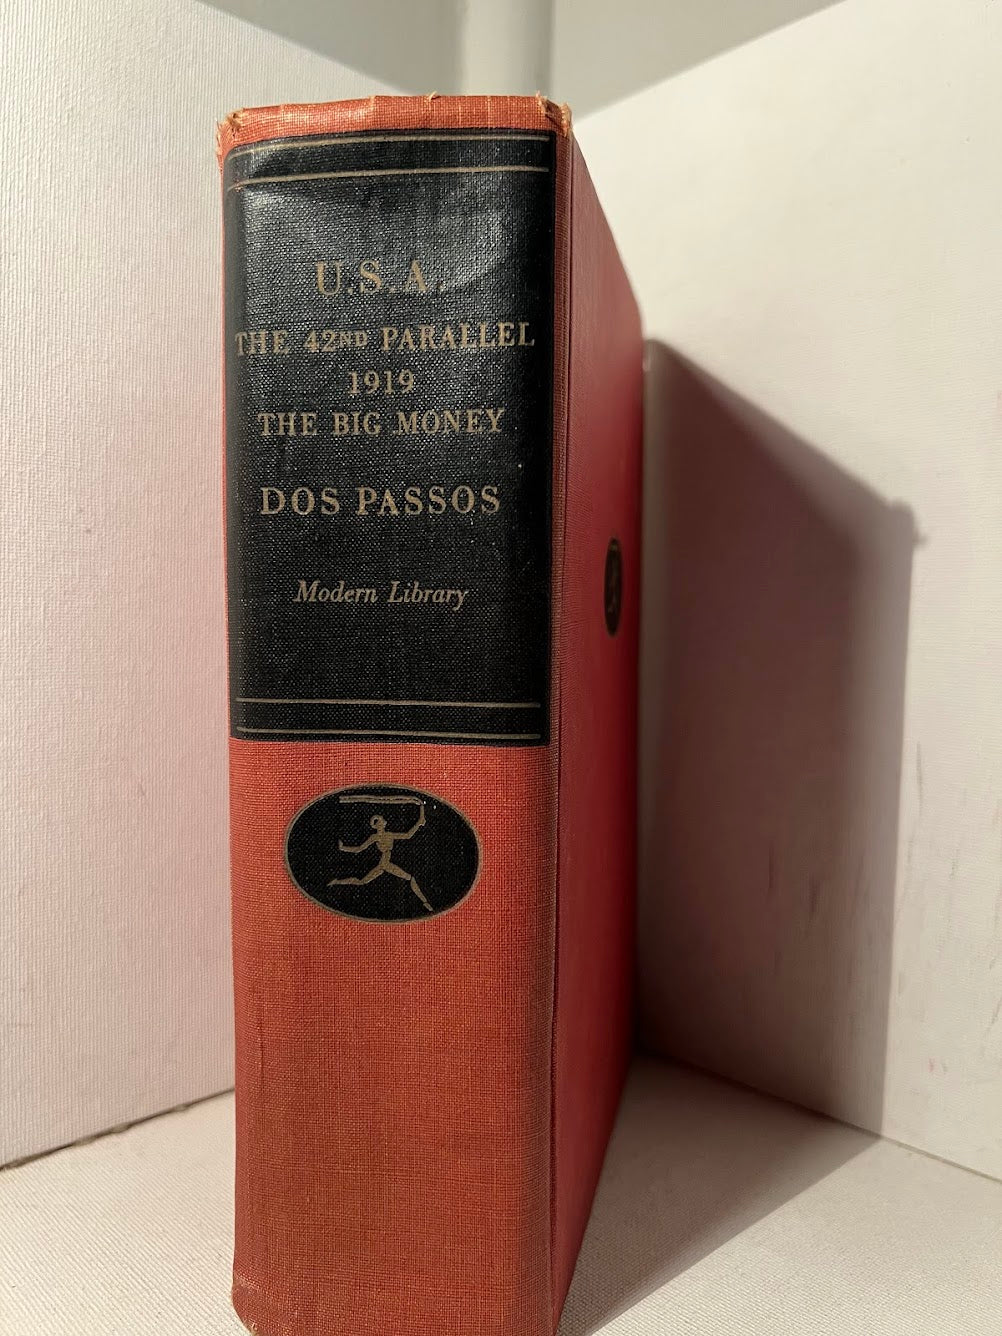 U.S.A.
THE 42ND PARALLEL
1919
THE BIG MONEY
DOS PASSOS
Modern Library